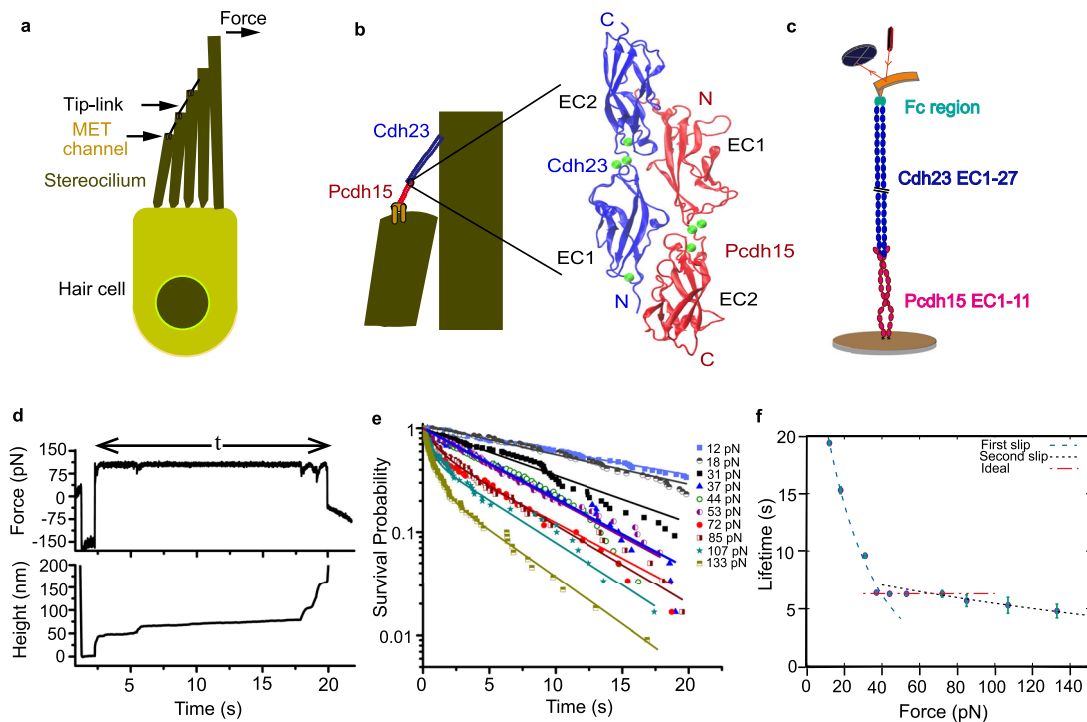 a
Force
Tip-link
MET
channel
Stereocilium
Hair cell
b
Cdh23
Pcdh15
C
EC2
N
EC1
Cdh23
EC1
Pcdh15
N
EC2
C
c
Fc region
Cdh23 EC1-27
Pcdh15 EC1-11
d
t
150
75
0
-75
-150
Force (pN)
200
150
100
50
0
Height (nm)
5
10
15
20
Time (s)
e
1
0.1
0.01
Survival Probability
0
5
10
15
20
Time (s)
12 pN
18 pN
31 pN
37 pN
44 pN
53 pN
72 pN
85 pN
107 pN
133 pN
f
First slip
Second slip
Ideal
20
15
10
5
0
Lifetime (s)
0
20
40
60
80
100
120
140
Force (pN)